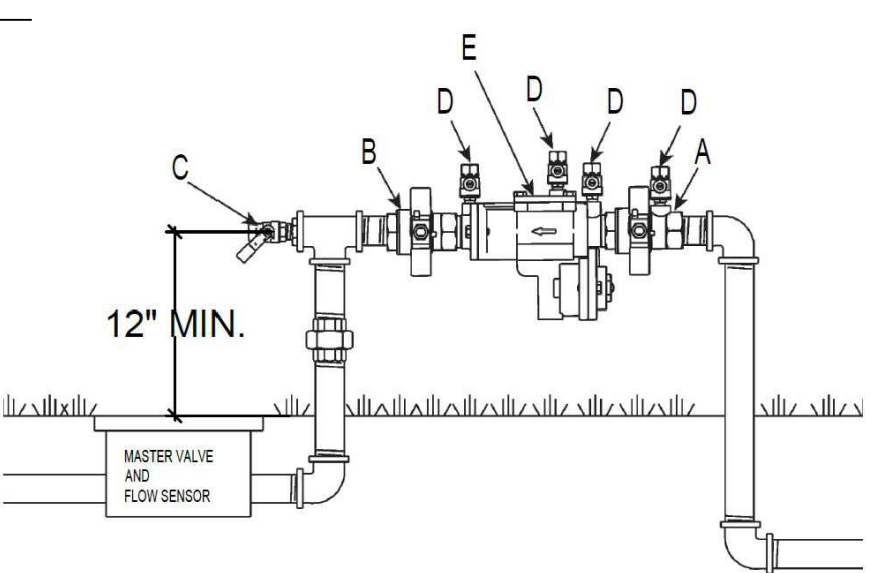 E
D
D
D
D
B
A
C
12" MIN.
MASTER VALVE
AND
FLOW SENSOR